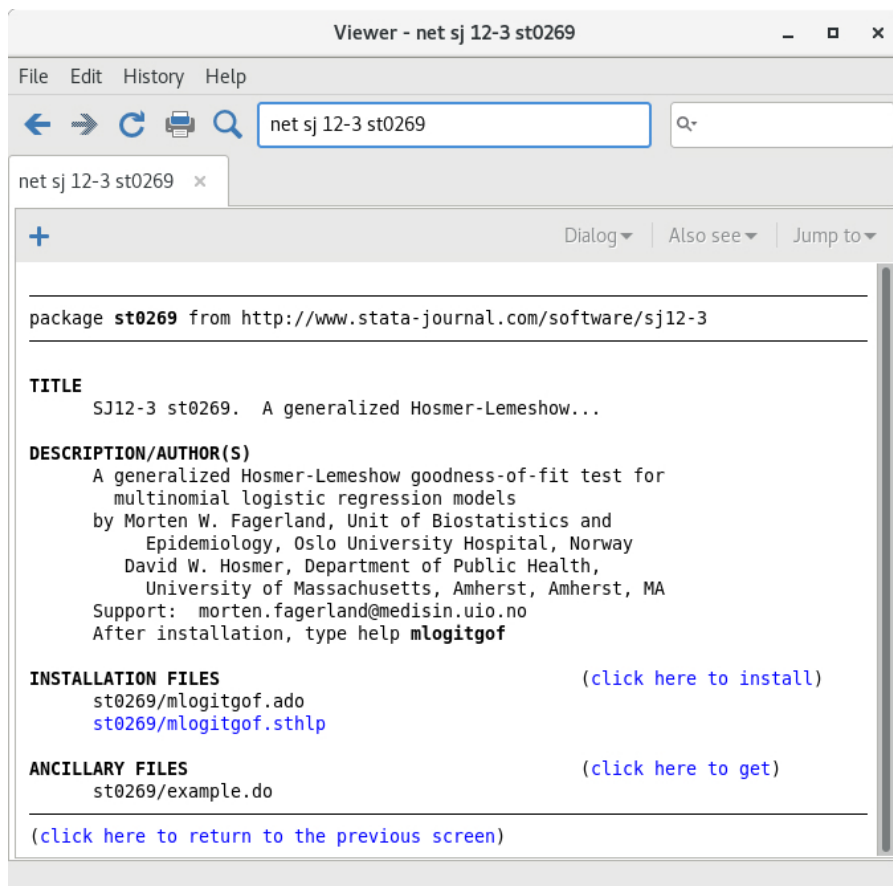 Viewer - net sj 12-3 st0269
File Edit History Help
net sj 12-3 st0269
net sj 12-3 st0269
Dialog Also see Jump to
package st0269 from http://www.stata-journal.com/software/sj12-3
TITLE
SJ12-3 st0269. A generalized Hosmer-Lemeshow...
DESCRIPTION/AUTHOR(S)
A generalized Hosmer-Lemeshow goodness-of-fit test for
multinomial logistic regression models
by Morten W. Fagerland, Unit of Biostatistics and
Epidemiology, Oslo University Hospital, Norway
David W. Hosmer, Department of Public Health,
University of Massachusetts, Amherst, Amherst, MA
Support: morten.fagerland@medisin.uio.no
After installation, type help mlogitgof
INSTALLATION FILES (click here to install)
st0269/mlogitgof.ado
st0269/mlogitgof.sthlp
ANCILLARY FILES (click here to get)
st0269/example.do
(click here to return to the previous screen)